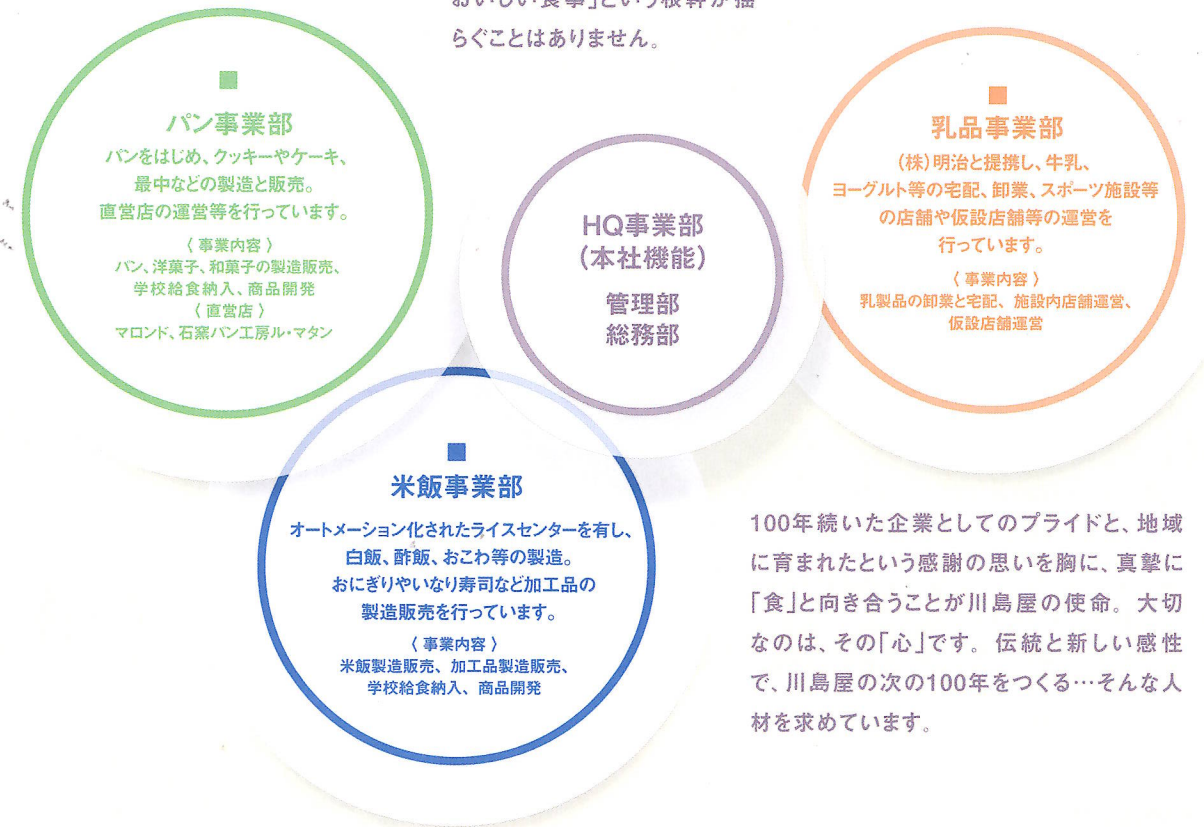 おいしい食事」という根幹が揺
らぐことはありません。
■
パン事業部
パンをはじめ、クッキーやケーキ、
最中などの製造と販売。
直営店の運営等を行っています。
〈 事業内容 〉
パン、洋菓子、和菓子の製造販売、
学校給食納入、商品開発
〈 直営店 〉
マロンド、石窯パン工房ル・マタン
HQ事業部
(本社機能)
管理部
総務部
■
乳品事業部
(株)明治と提携し、牛乳、
ヨーグルト等の宅配、卸業、スポーツ施設等
の店舗や仮設店舗等の運営を
行っています。
〈 事業内容 〉
乳製品の卸業と宅配、施設内店舗運営、
仮設店舗運営
■
米飯事業部
オートメーション化されたライスセンターを有し、
白飯、酢飯、おこわ等の製造。
おにぎりやいなり寿司など加工品の
製造販売を行っています。
〈 事業内容 〉
米飯製造販売、加工品製造販売、
学校給食納入、商品開発
100年続いた企業としてのプライドと、地域
に育まれたという感謝の思いを胸に、真摯に
「食」と向き合うことが川島屋の使命。大切
なのは、その「心」です。伝統と新しい感性
で、川島屋の次の100年をつくる…そんな人
材を求めています。